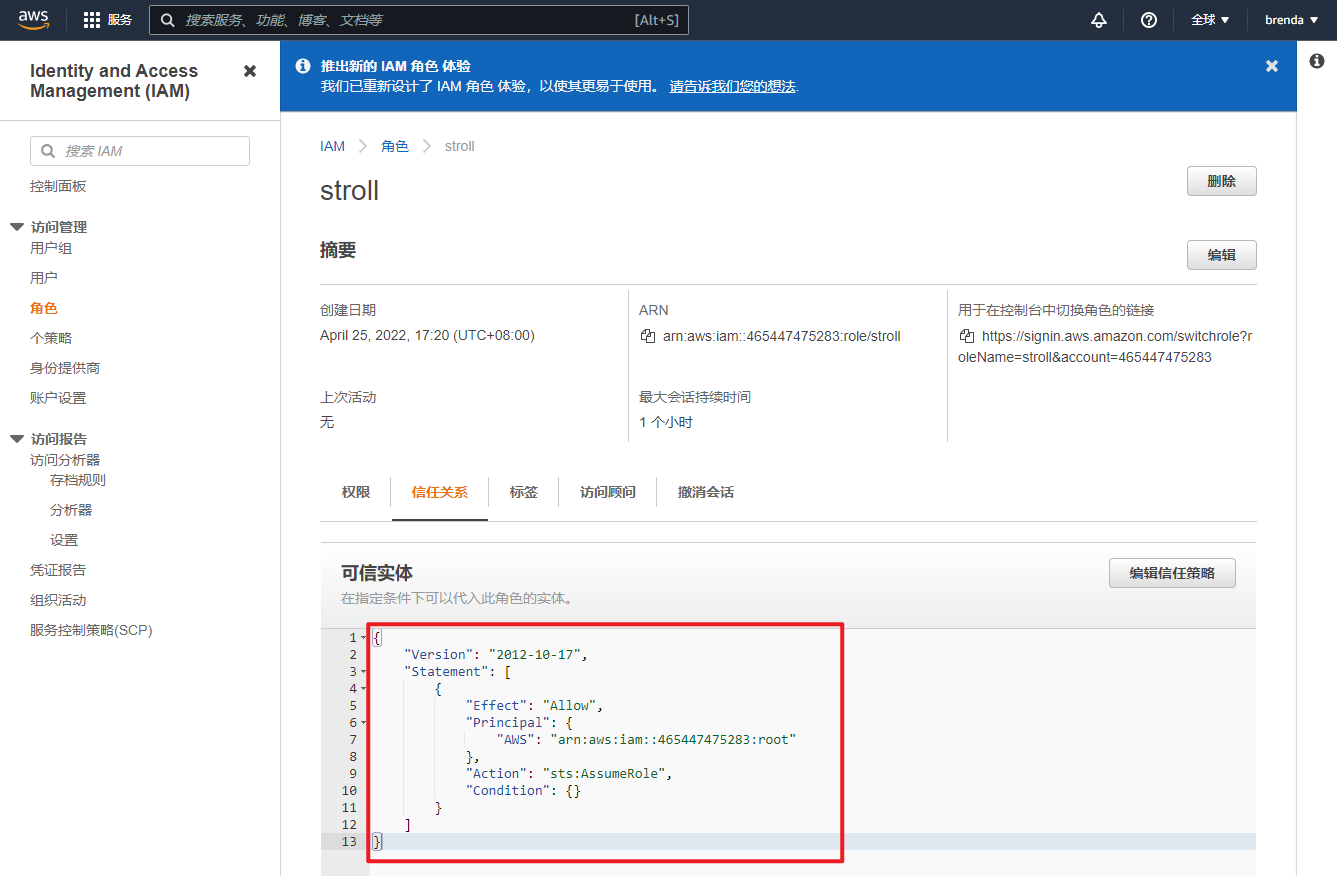 aws
服务
搜索服务、功能、博客、文档等
[Alt+S]
全球
brenda
Identity and Access
Management (IAM)
搜索 IAM
控制面板
访问管理
用户组
用户
角色
个策略
身份提供商
账户设置
访问报告
访问分析器
存档规则
分析器
设置
凭证报告
组织活动
服务控制策略(SCP)
推出新的 IAM 角色 体验
我们已重新设计了 IAM 角色 体验，以使其更易于使用。 请告诉我们您的想法.
IAM
角色
stroll
stroll
删除
摘要
编辑
创建日期
April 25, 2022, 17:20 (UTC+08:00)
ARN
arn:aws:iam::465447475283:role/stroll
用于在控制台中切换角色的链接
https://signin.aws.amazon.com/switchrole?r
oleName=stroll&account=465447475283
上次活动
无
最大会话持续时间
1 个小时
权限
信任关系
标签
访问顾问
撤消会话
可信实体
在指定条件下可以代入此角色的实体。
编辑信任策略
1 {
2 "Version": "2012-10-17",
3 "Statement": [
4 {
5 "Effect": "Allow",
6 "Principal": {
7 "AWS": "arn:aws:iam::465447475283:root"
8 },
9 "Action": "sts:AssumeRole",
10 "Condition": {}
11 }
12 ]
13 }